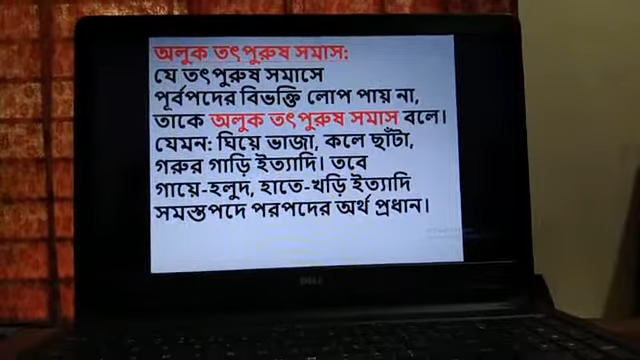 অলুক তৎপুরুষ সমাস:
যে তৎপুরুষ সমাসে
পূর্বপদের বিভক্তি লোপ পায় না,
তাকে অলুক তৎপুরুষ সমাস বলে।
যেমন: ঘিয়ে ভাজা, কলে ছাঁটা,
গরুর গাড়ি ইত্যাদি। তবে
গায়ে-হলুদ, হাতে-খড়ি ইত্যাদি
সমস্তপদে পরপদের অর্থ প্রধান।
DELL